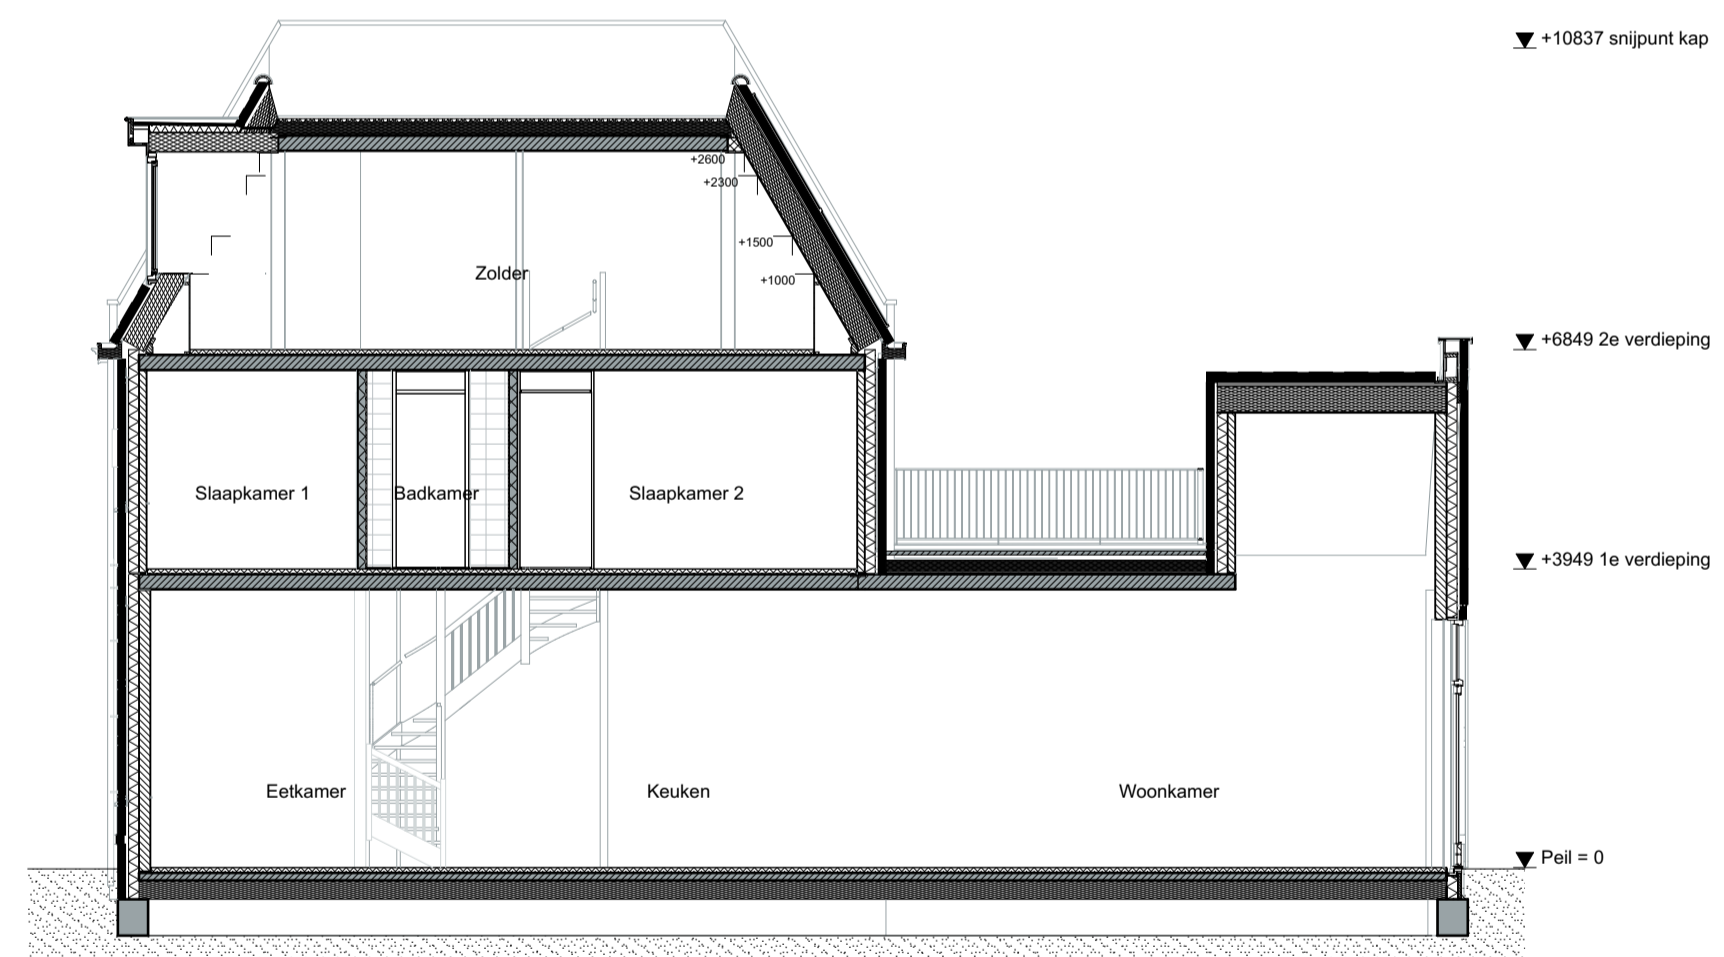 +10837 snijpunt kap
+2600
+2300
+1500
+1000
Zolder
+6849 2e verdieping
Slaapkamer 1
Badkamer
Slaapkamer 2
+3949 1e verdieping
Eetkamer
Keuken
Woonkamer
Peil = 0